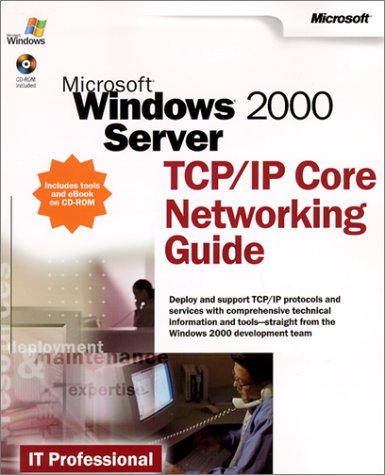 Microsoft
Windows
Microsoft
CD-ROM
Included
Microsoft
Windows 2000
Server
TCP/IP Core
Networking
Guide
Includes tools
and eBook
on CD-ROM
Deploy and support TCP/IP protocols and
services with comprehensive technical
information and tools—straight from the
Windows 2000 development team
resources
deployment
&
maintenance
expertise
IT Professional